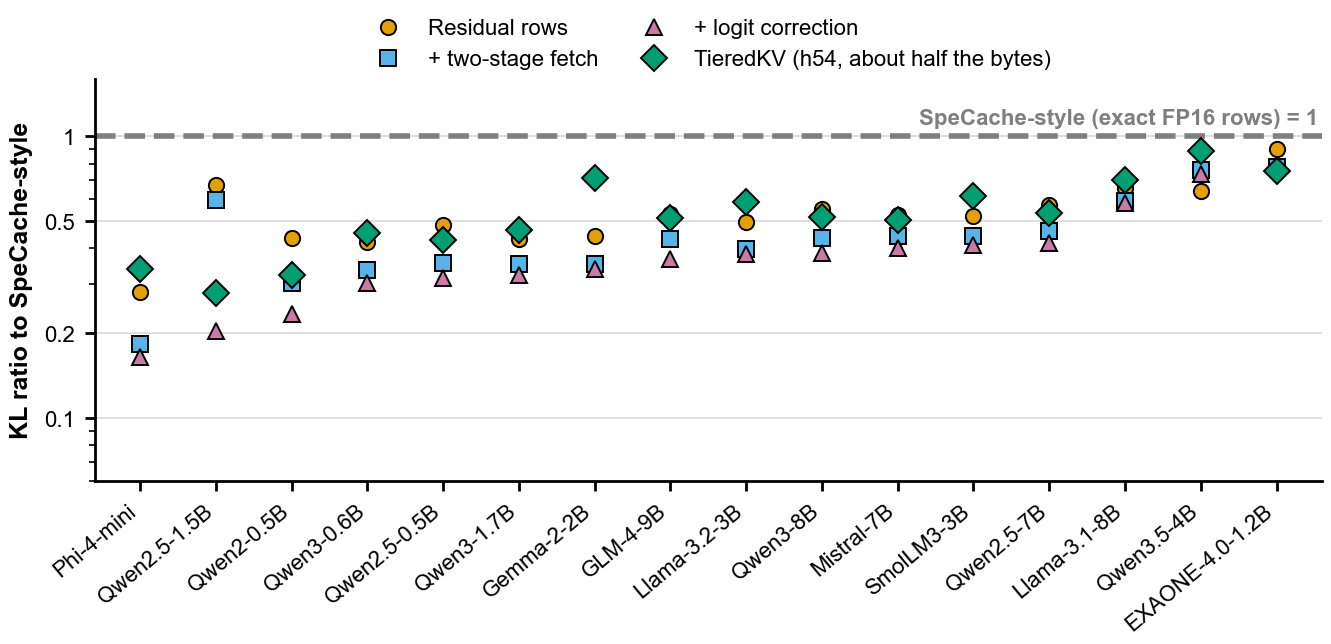 Residual rows
+ two-stage fetch
+ logit correction
TieredKV (h54, about half the bytes)
SpeCache-style (exact FP16 rows) = 1
KL ratio to SpeCache-style
1
0.5
0.2
0.1
Phi-4-mini
Qwen2.5-1.5B
Qwen2-0.5B
Qwen3-0.6B
Qwen2.5-0.5B
Qwen3-1.7B
Gemma-2-2B
GLM-4-9B
Llama-3.2-3B
Qwen3-8B
Mistral-7B
SmolLM3-3B
Qwen2.5-7B
Llama-3.1-8B
Qwen3.5-4B
EXAONE-4.0-1.2B